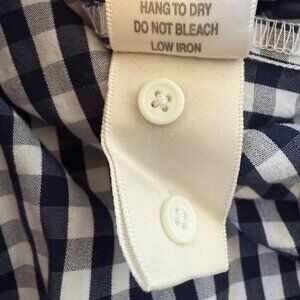 HANG TO DRY
DO NOT BLEACH
LOW IRON